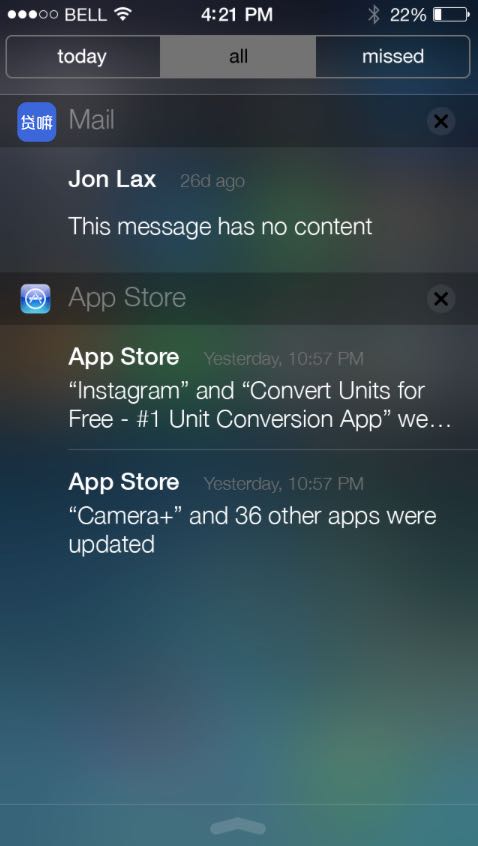 BELL 4:21 PM 22%
today all missed
贷嘛 Mail
Jon Lax 26d ago
This message has no content
App Store
App Store Yesterday, 10:57 PM
“Instagram” and “Convert Units for
Free - #1 Unit Conversion App” we…
App Store Yesterday, 10:57 PM
“Camera+” and 36 other apps were
updated